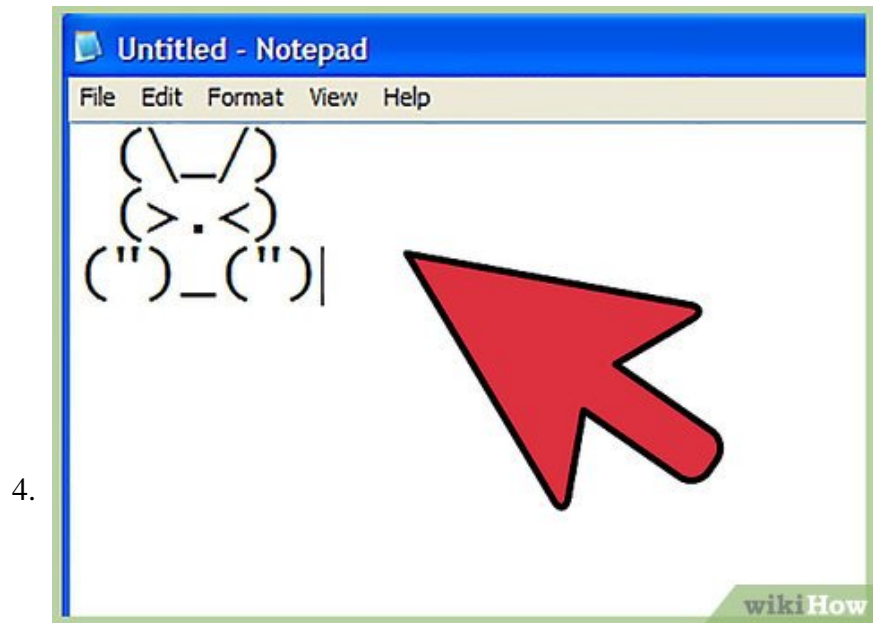 Untitled - Notepad
File Edit Format View Help
(\_/)
(>.<)
(")_(")
4.
wikiHow